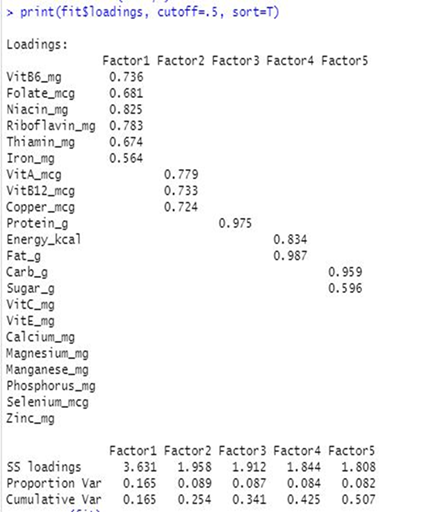 > print(fit$loadings, cutoff=.5, sort=T)
Loadings:
Factor1 Factor2 Factor3 Factor4 Factor5
VitB6_mg 0.736
Folate_mcg 0.681
Niacin_mg 0.825
Riboflavin_mg 0.783
Thiamin_mg 0.674
Iron_mg 0.564
VitA_mcg 0.779
VitB12_mcg 0.733
Copper_mcg 0.724
Protein_g 0.975
Energy_kcal 0.834
Fat_g 0.987
Carb_g 0.959
Sugar_g 0.596
VitC_mg
VitE_mg
Calcium_mg
Magnesium_mg
Manganese_mg
Phosphorus_mg
Selenium_mcg
Zinc_mg
Factor1 Factor2 Factor3 Factor4 Factor5
SS loadings 3.631 1.958 1.912 1.844 1.808
Proportion Var 0.165 0.089 0.087 0.084 0.082
Cumulative Var 0.165 0.254 0.341 0.425 0.507